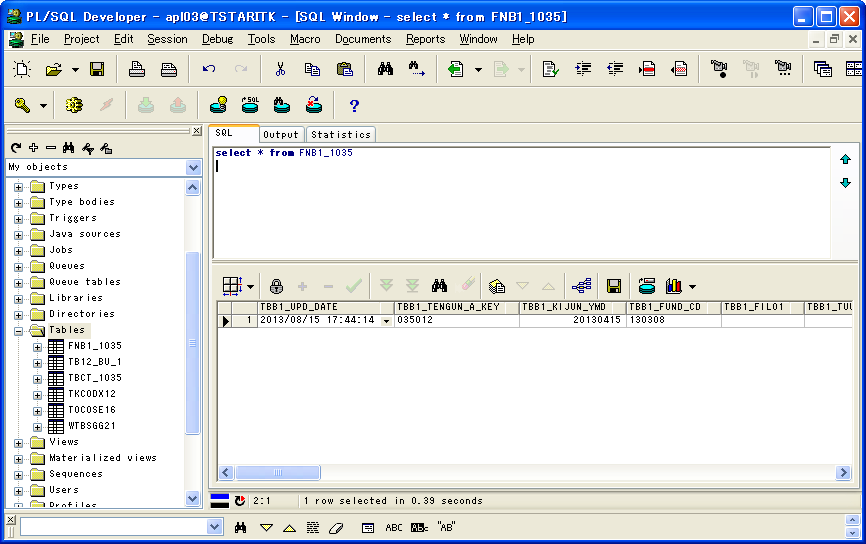 PL/SQL Developer - apl03@TSTARITK - [SQL Window - select * from FNB1_1035]
File Project Edit Session Debug Tools Macro Documents Reports Window Help
SQL Output Statistics
select * from FNB1_1035
My objects
Types
Type bodies
Triggers
Java sources
Jobs
Queues
Queue tables
Libraries
Directories
Tables
FNB1_1035
TB12_BU_1
TBCT_1035
TKCODX12
TOCOSE16
WTBSGG21
Views
Materialized views
Sequences
Users
Profiles
TBB1_UPD_DATE TBB1_TENGUN_A_KEY TBB1_KIJUN_YMD TBB1_FUND_CD TBB1_FIL01
1 2013/08/15 17:44:14 035012 20130415 130308
2:1 1 row selected in 0.39 seconds
ABC "AB"